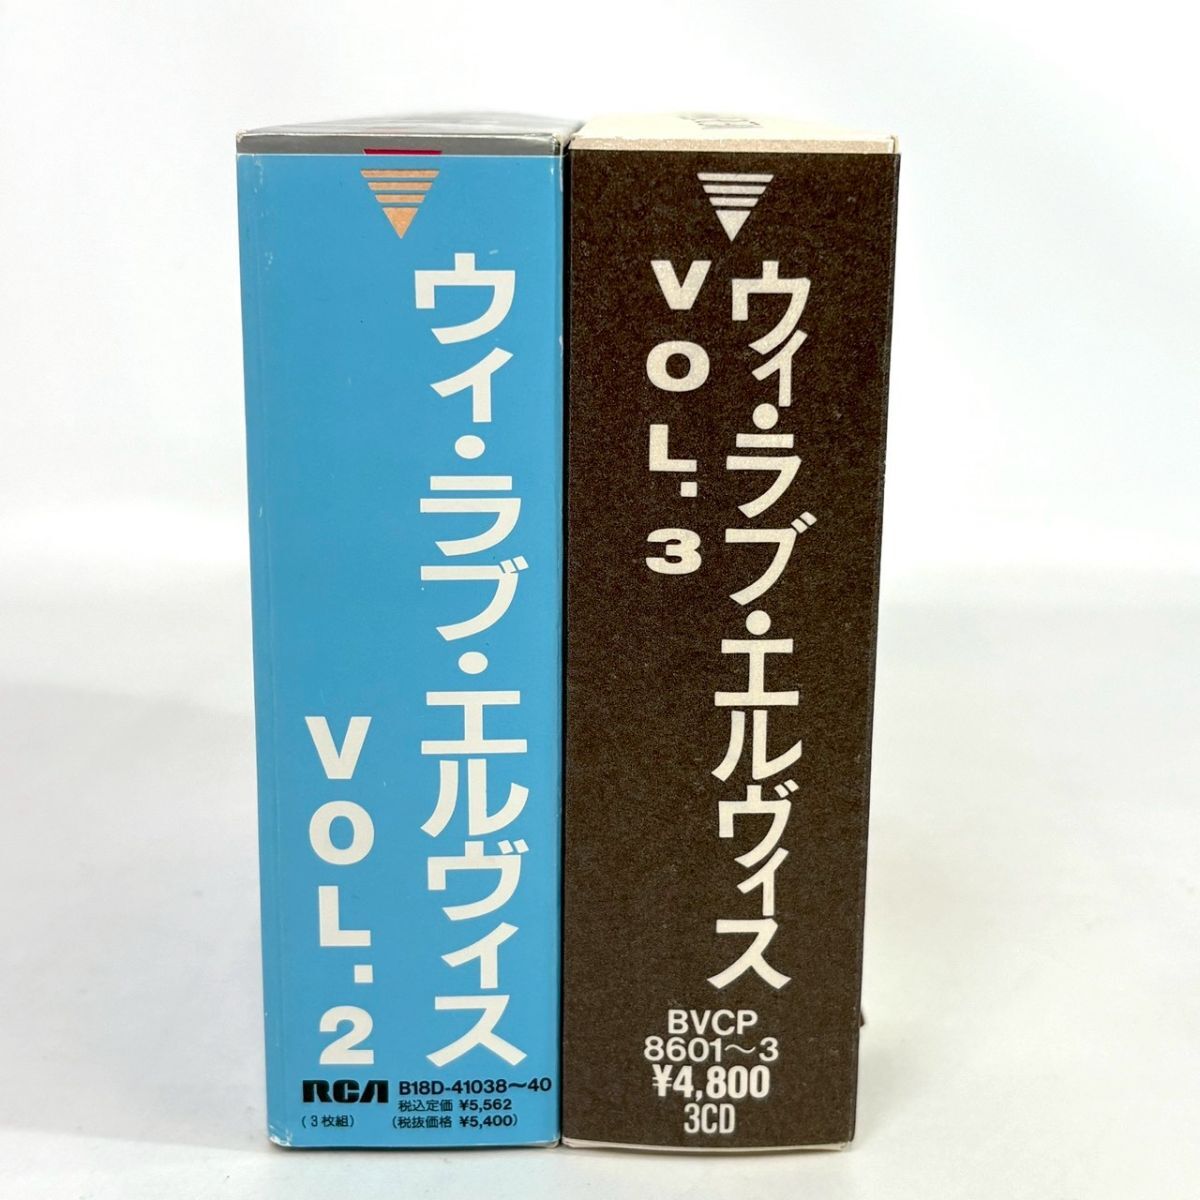 ウィ・ラブ・エルヴィス
VOL.2
RCA
(3枚組)
B18D-41038〜40
税込定価 ¥5,562
(税抜価格 ¥5,400)
ウィ・ラブ・エルヴィス
VOL.3
BVCP
8601〜3
¥4,800
3CD